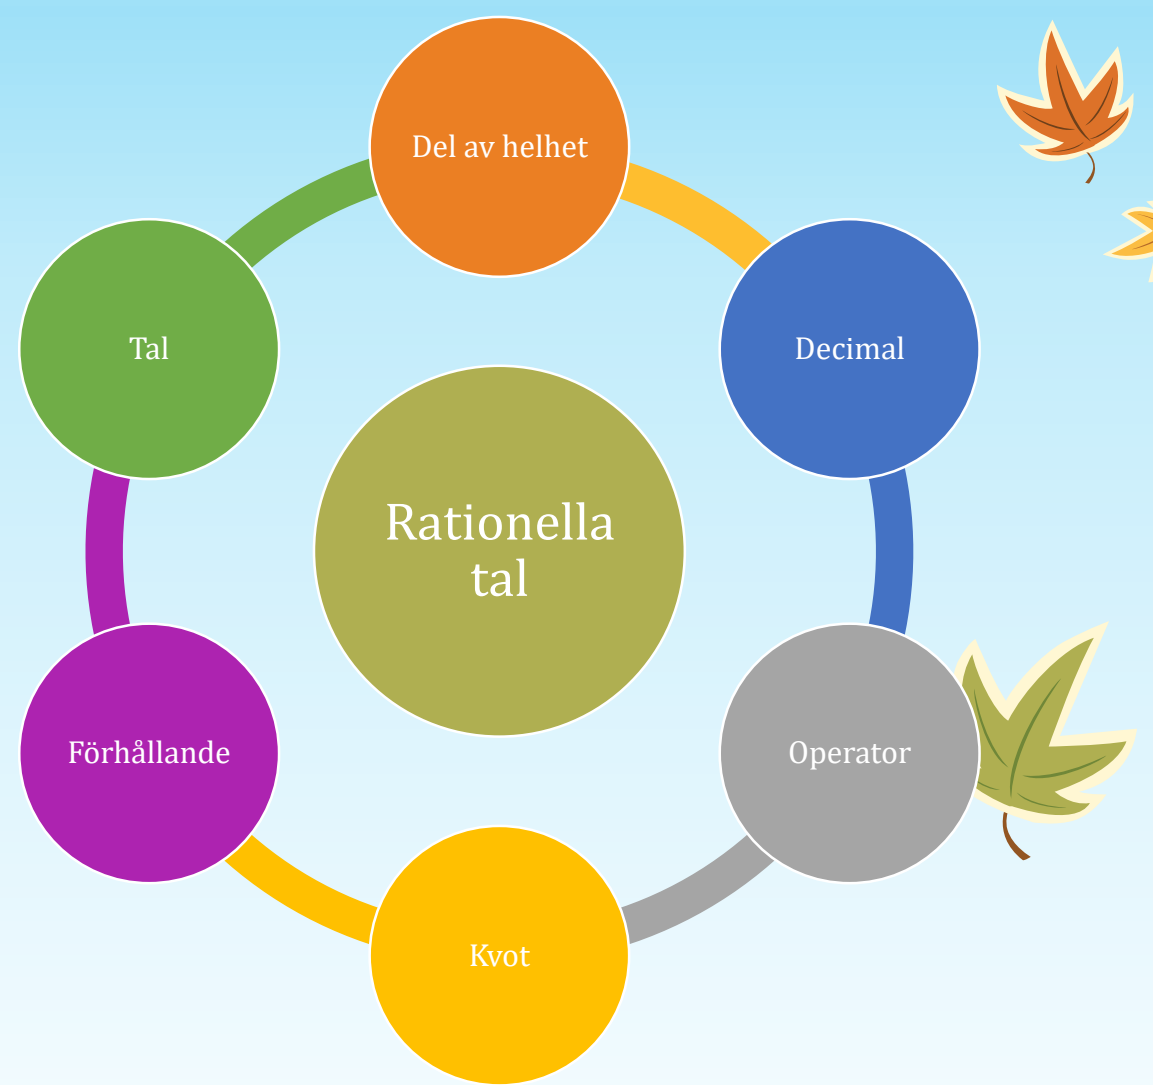 Del av helhet
Decimal
Operator
Kvot
Förhållande
Tal
Rationella
tal